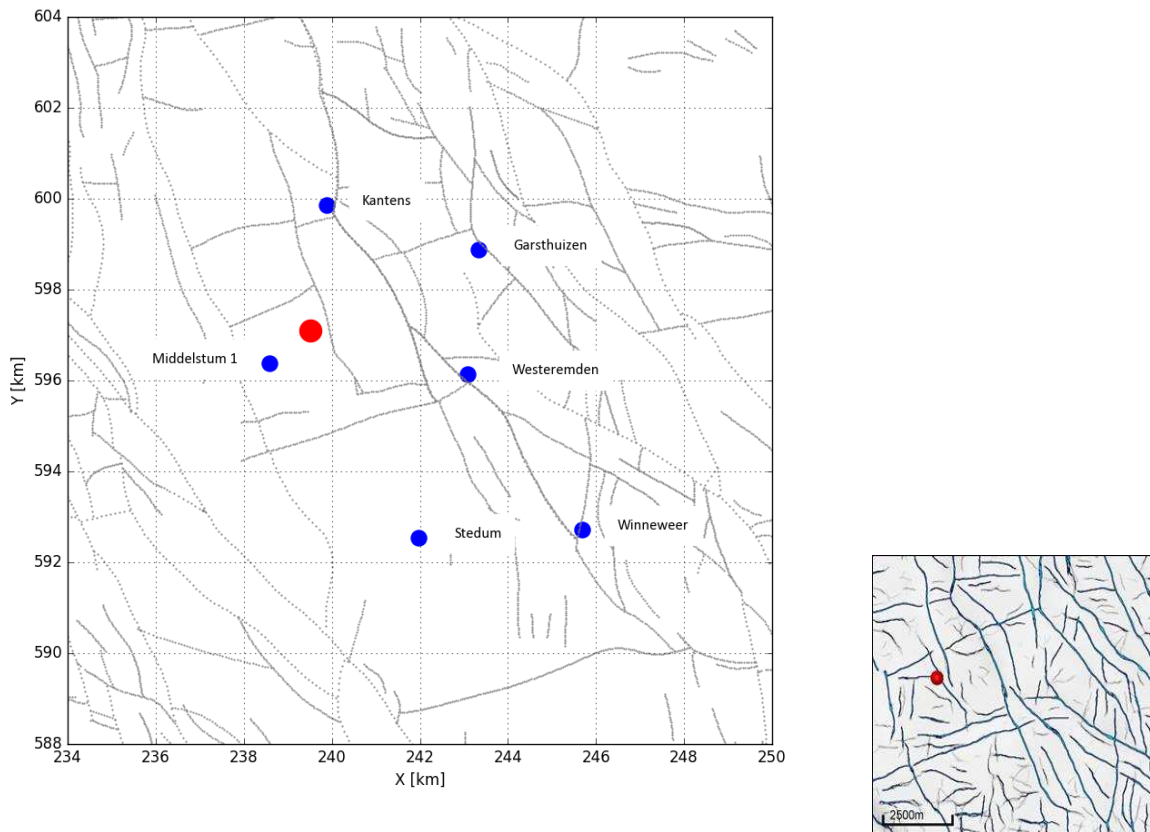 604
602
600
598
596
594
592
590
588
Y [km]
Kantens
Garsthuizen
Middelstum 1
Westeremden
Stedum
Winneweer
234
236
238
240
242
244
246
248
250
X [km]
2500m